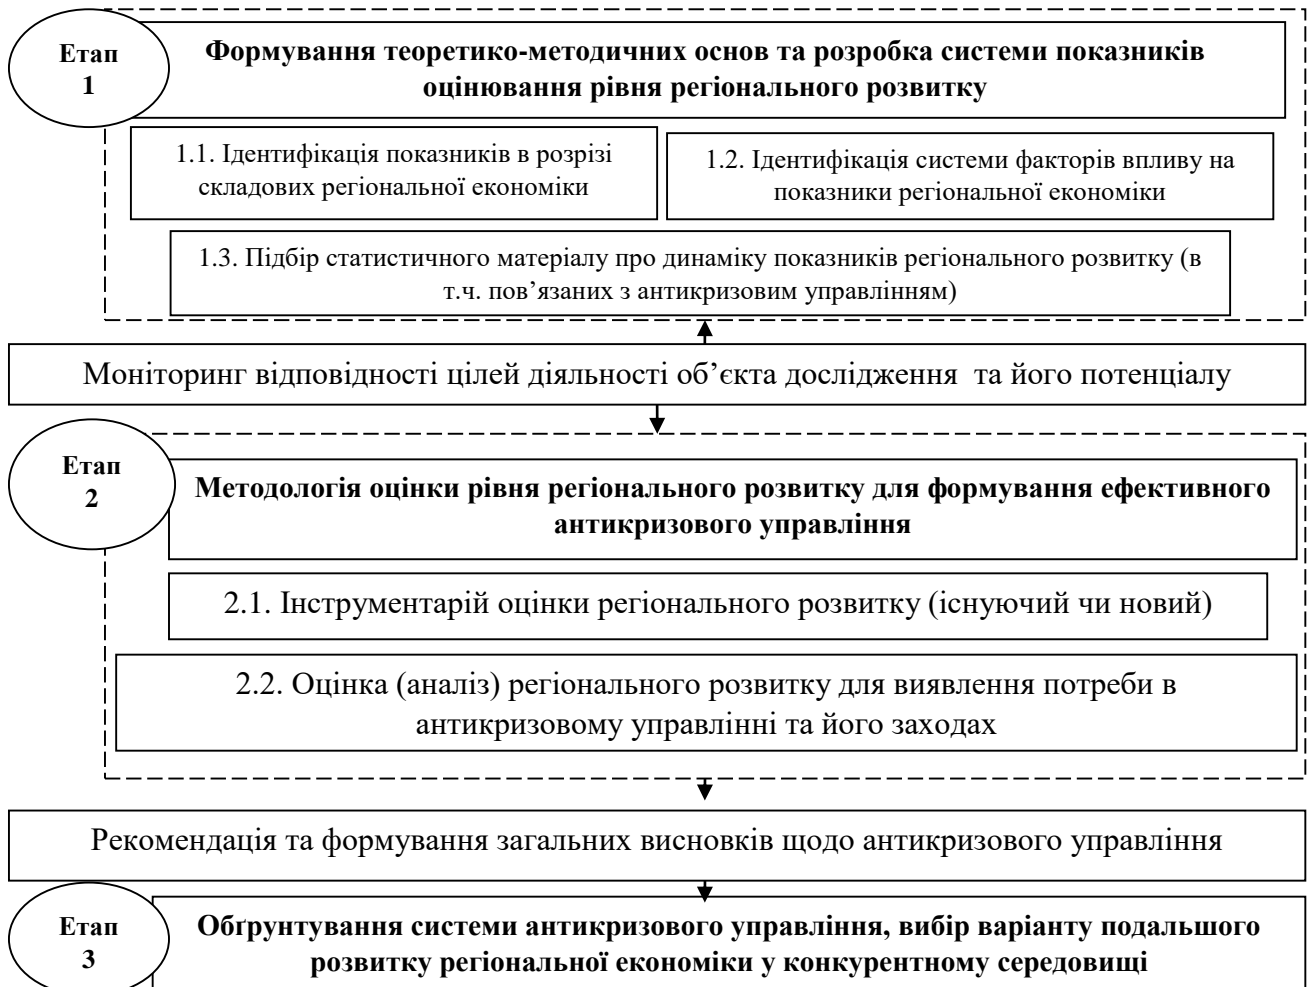 Етап
1
Формування теоретико-методичних основ та розробка системи показників
оцінювання рівня регіонального розвитку
1.1. Ідентифікація показників в розрізі
складових регіональної економіки
1.2. Ідентифікація системи факторів впливу на
показники регіональної економіки
1.3. Підбір статистичного матеріалу про динаміку показників регіонального розвитку (в
т.ч. пов’язаних з антикризовим управлінням)
Моніторинг відповідності цілей діяльності об’єкта дослідження та його потенціалу
Етап
2
Методологія оцінки рівня регіонального розвитку для формування ефективного
антикризового управління
2.1. Інструментарій оцінки регіонального розвитку (існуючий чи новий)
2.2. Оцінка (аналіз) регіонального розвитку для виявлення потреби в
антикризовому управлінні та його заходах
Рекомендація та формування загальних висновків щодо антикризового управління
Етап
3
Обґрунтування системи антикризового управління, вибір варіанту подальшого
розвитку регіональної економіки у конкурентному середовищі